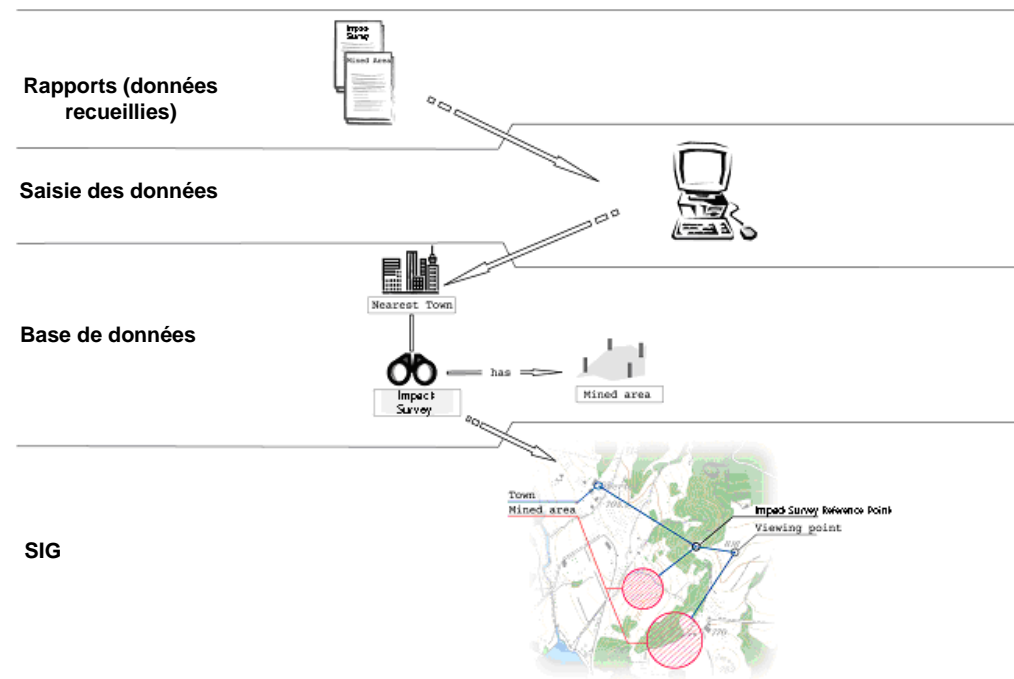 Impact
Survey
Mined Area
Rapports (données
recueillies)
Saisie des données
Nearest Town
Base de données
has
Impact
Survey
Mined area
Town
Mined area
Impact Survey Reference Point
Viewing point
SIG